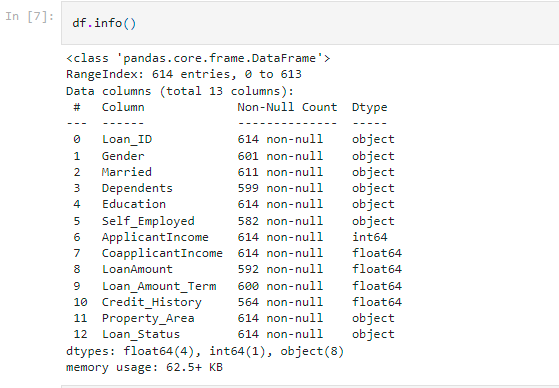 In [7]: df.info()
<class 'pandas.core.frame.DataFrame'>
RangeIndex: 614 entries, 0 to 613
Data columns (total 13 columns):
 #   Column             Non-Null Count  Dtype
---  ------             --------------  -----
 0   Loan_ID            614 non-null    object
 1   Gender             601 non-null    object
 2   Married            611 non-null    object
 3   Dependents         599 non-null    object
 4   Education          614 non-null    object
 5   Self_Employed      582 non-null    object
 6   ApplicantIncome    614 non-null    int64
 7   CoapplicantIncome  614 non-null    float64
 8   LoanAmount         592 non-null    float64
 9   Loan_Amount_Term   600 non-null    float64
 10  Credit_History     564 non-null    float64
 11  Property_Area      614 non-null    object
 12  Loan_Status        614 non-null    object
dtypes: float64(4), int64(1), object(8)
memory usage: 62.5+ KB